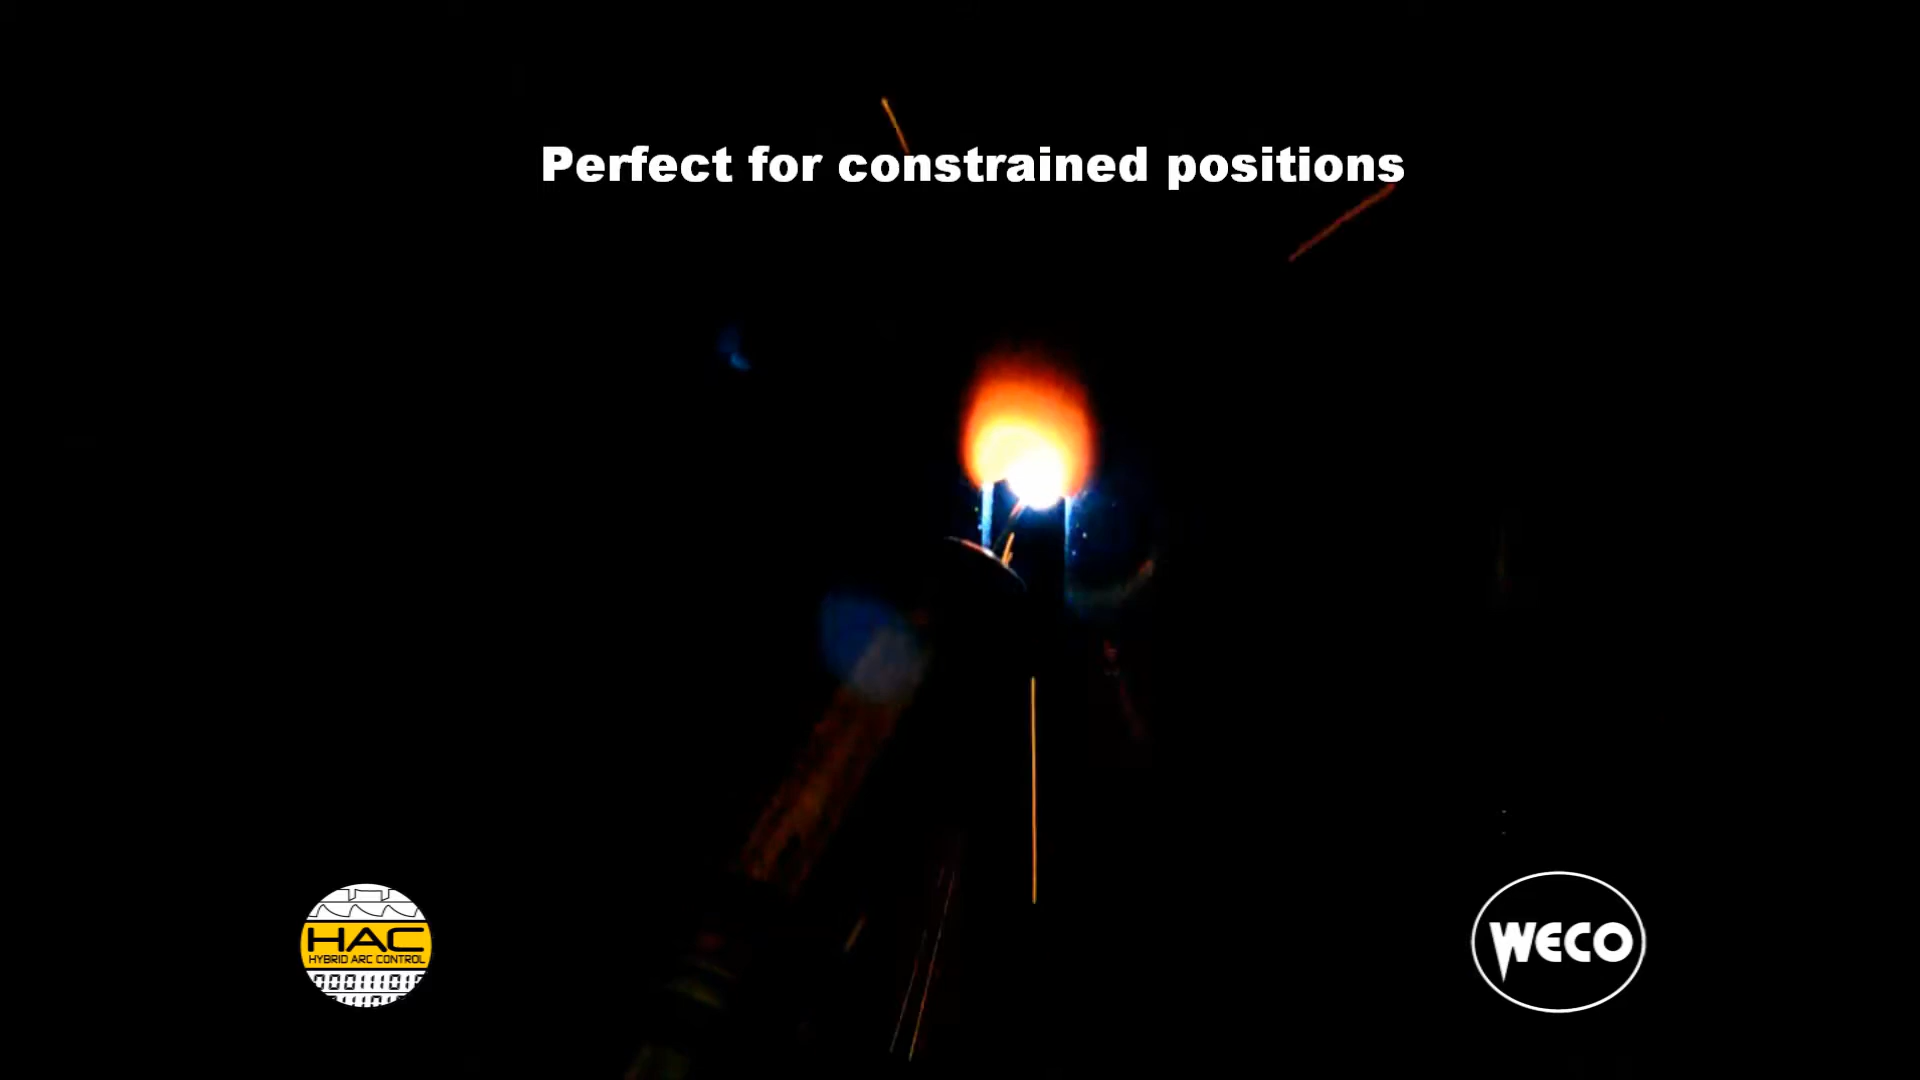 Perfect for constrained positions
HAC
HYBRID ARC CONTROL
WECO